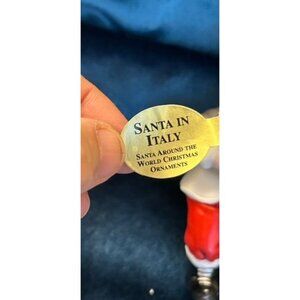 SANTA IN
ITALY
SANTA AROUND THE
WORLD CHRISTMAS
ORNAMENTS